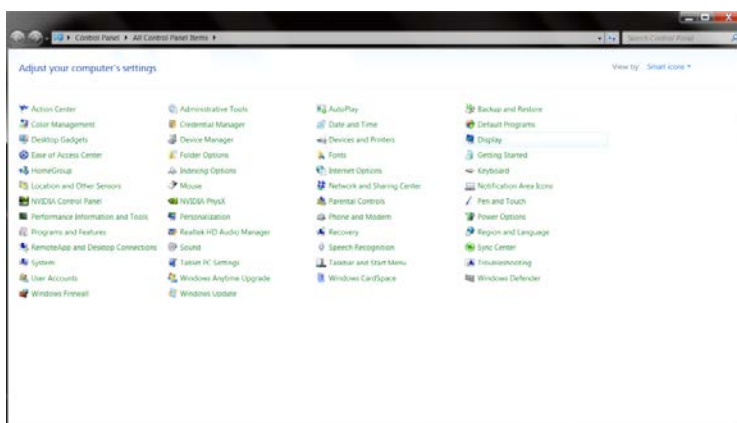 Control Panel ▸ All Control Panel Items ▸
Search Control Panel
Adjust your computer's settings
View by: Small icons
Action Center
Administrative Tools
AutoPlay
Backup and Restore
Color Management
Credential Manager
Date and Time
Default Programs
Desktop Gadgets
Device Manager
Devices and Printers
Display
Ease of Access Center
Folder Options
Fonts
Getting Started
HomeGroup
Indexing Options
Internet Options
Keyboard
Location and Other Sensors
Mouse
Network and Sharing Center
Notification Area Icons
NVIDIA Control Panel
NVIDIA PhysX
Parental Controls
Pen and Touch
Performance Information and Tools
Personalization
Phone and Modem
Power Options
Programs and Features
Realtek HD Audio Manager
Recovery
Region and Language
RemoteApp and Desktop Connections
Sound
Speech Recognition
Sync Center
System
Tablet PC Settings
Taskbar and Start Menu
Troubleshooting
User Accounts
Windows Anytime Upgrade
Windows CardSpace
Windows Defender
Windows Firewall
Windows Update